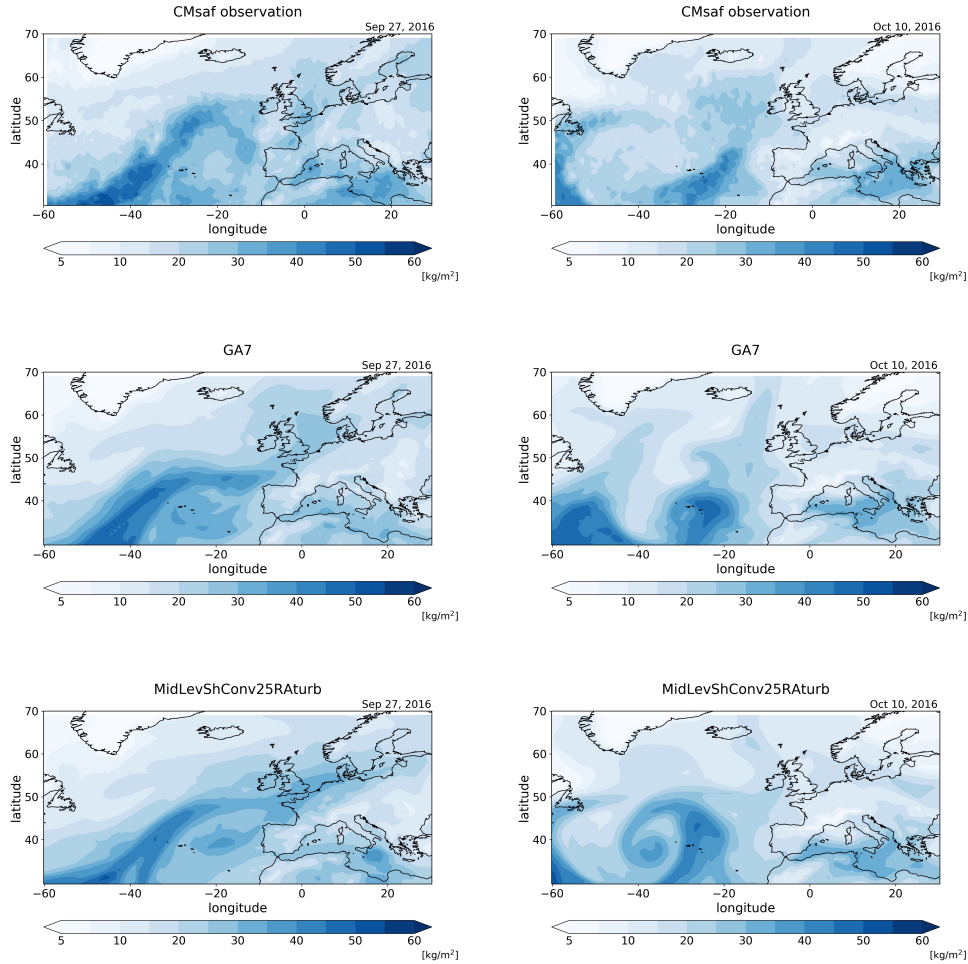 CMsaf observation
Sep 27, 2016
70
60
50
40
latitude
−60 −40 −20 0 20
longitude
5 10 20 30 40 50 60
[kg/m²]
CMsaf observation
Oct 10, 2016
70
60
50
40
latitude
−60 −40 −20 0 20
longitude
5 10 20 30 40 50 60
[kg/m²]
GA7
Sep 27, 2016
70
60
50
40
latitude
−60 −40 −20 0 20
longitude
5 10 20 30 40 50 60
[kg/m²]
GA7
Oct 10, 2016
70
60
50
40
latitude
−60 −40 −20 0 20
longitude
5 10 20 30 40 50 60
[kg/m²]
MidLevShConv25RAturb
Sep 27, 2016
70
60
50
40
latitude
−60 −40 −20 0 20
longitude
5 10 20 30 40 50 60
[kg/m²]
MidLevShConv25RAturb
Oct 10, 2016
70
60
50
40
latitude
−60 −40 −20 0 20
longitude
5 10 20 30 40 50 60
[kg/m²]